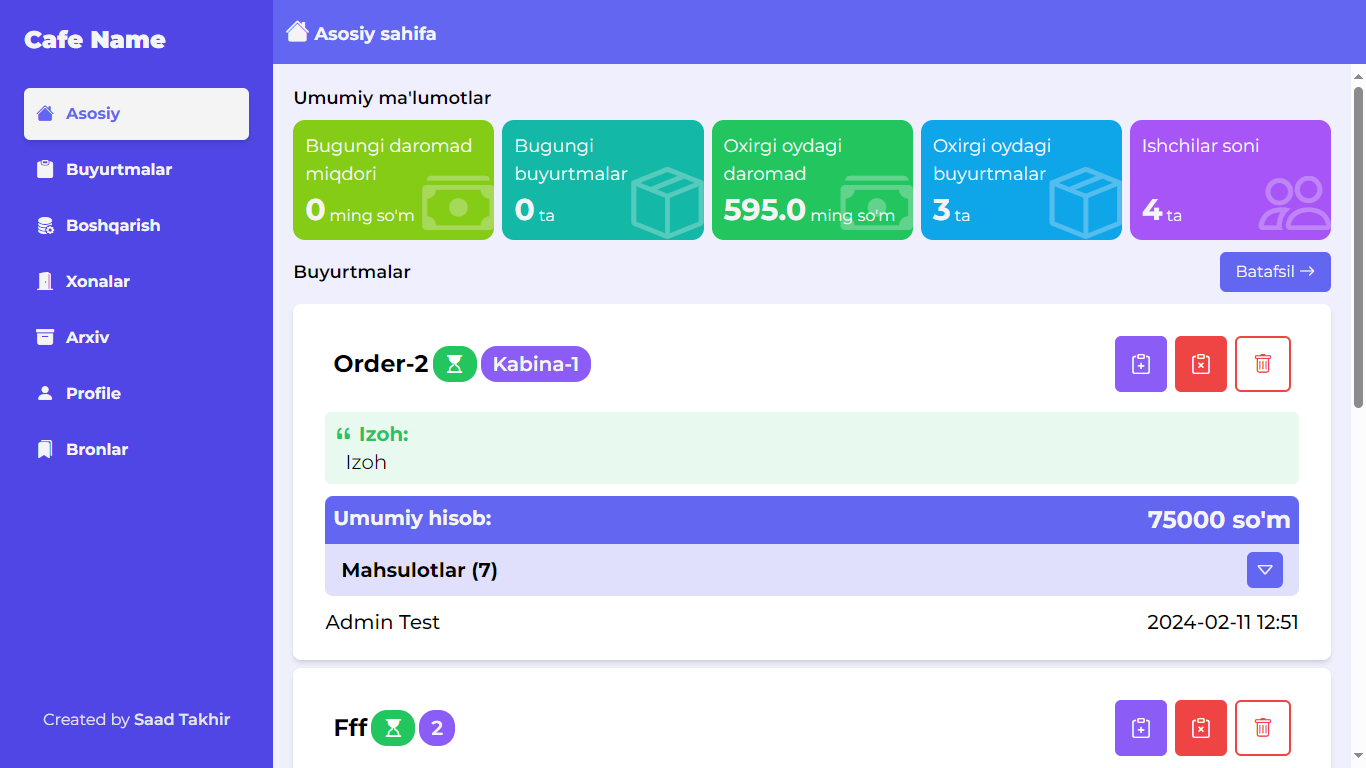 Cafe Name
Asosiy
Buyurtmalar
Boshqarish
Xonalar
Arxiv
Profile
Bronlar
Created by Saad Takhir
Asosiy sahifa
Umumiy ma'lumotlar
Bugungi daromad
miqdori
0 ming so'm
Bugungi
buyurtmalar
0 ta
Oxirgi oydagi
daromad
595.0 ming so'm
Oxirgi oydagi
buyurtmalar
3 ta
Ishchilar soni
4 ta
Buyurtmalar
Batafsil →
Order-2 Kabina-1
“ Izoh:
Izoh
Umumiy hisob: 75000 so'm
Mahsulotlar (7)
Admin Test 2024-02-11 12:51
Fff 2